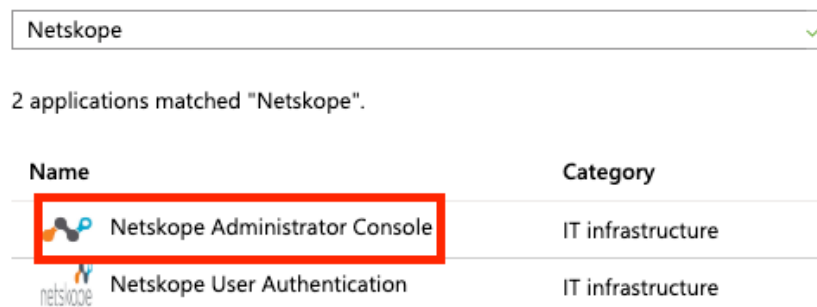 Netskope
2 applications matched "Netskope".
Name Category
Netskope Administrator Console IT infrastructure
netskope Netskope User Authentication IT infrastructure